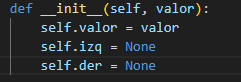 def __init__(self, valor):
    self.valor = valor
    self.izq = None
    self.der = None